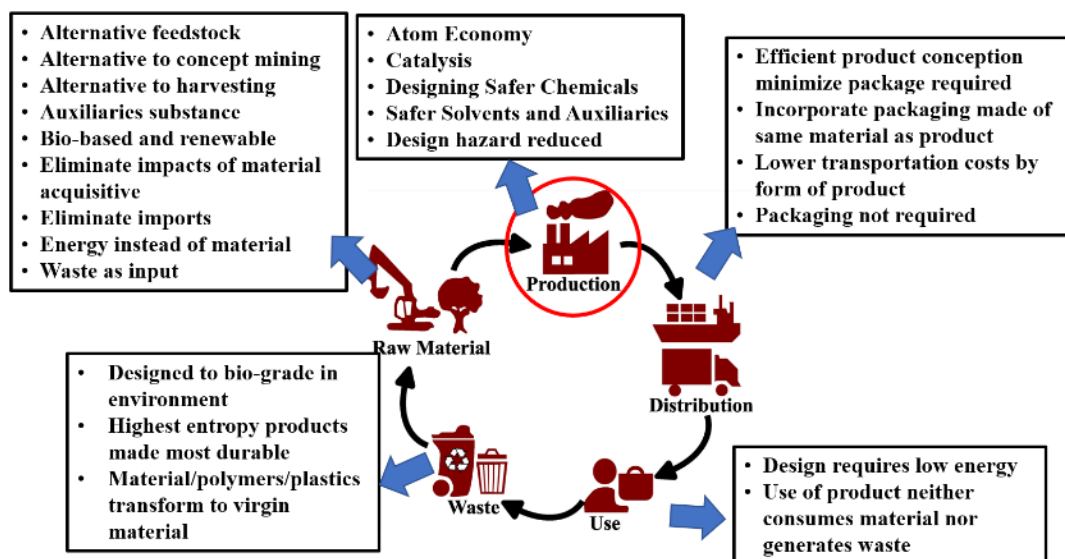 • Alternative feedstock
• Alternative to concept mining
• Alternative to harvesting
• Auxiliaries substance
• Bio-based and renewable
• Eliminate impacts of material
acquisitive
• Eliminate imports
• Energy instead of material
• Waste as input
• Atom Economy
• Catalysis
• Designing Safer Chemicals
• Safer Solvents and Auxiliaries
• Design hazard reduced
• Efficient product conception
minimize package required
• Incorporate packaging made of
same material as product
• Lower transportation costs by
form of product
• Packaging not required
Production
Raw Material
Distribution
• Designed to bio-grade in
environment
• Highest entropy products
made most durable
• Material/polymers/plastics
transform to virgin
material
Waste
Use
• Design requires low energy
• Use of product neither
consumes material nor
generates waste